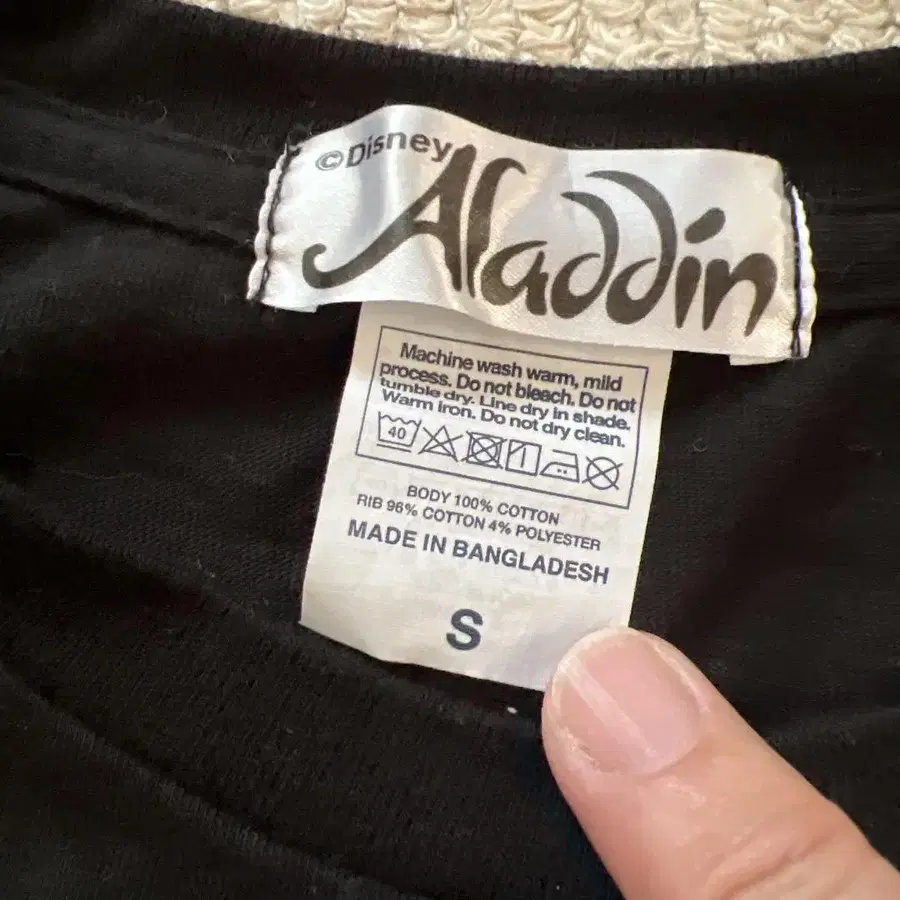 ©Disney
Aladdin
Machine wash warm, mild
process. Do not bleach. Do not
tumble dry. Line dry in shade.
Warm iron. Do not dry clean.
40
BODY 100% COTTON
RIB 96% COTTON 4% POLYESTER
MADE IN BANGLADESH
S